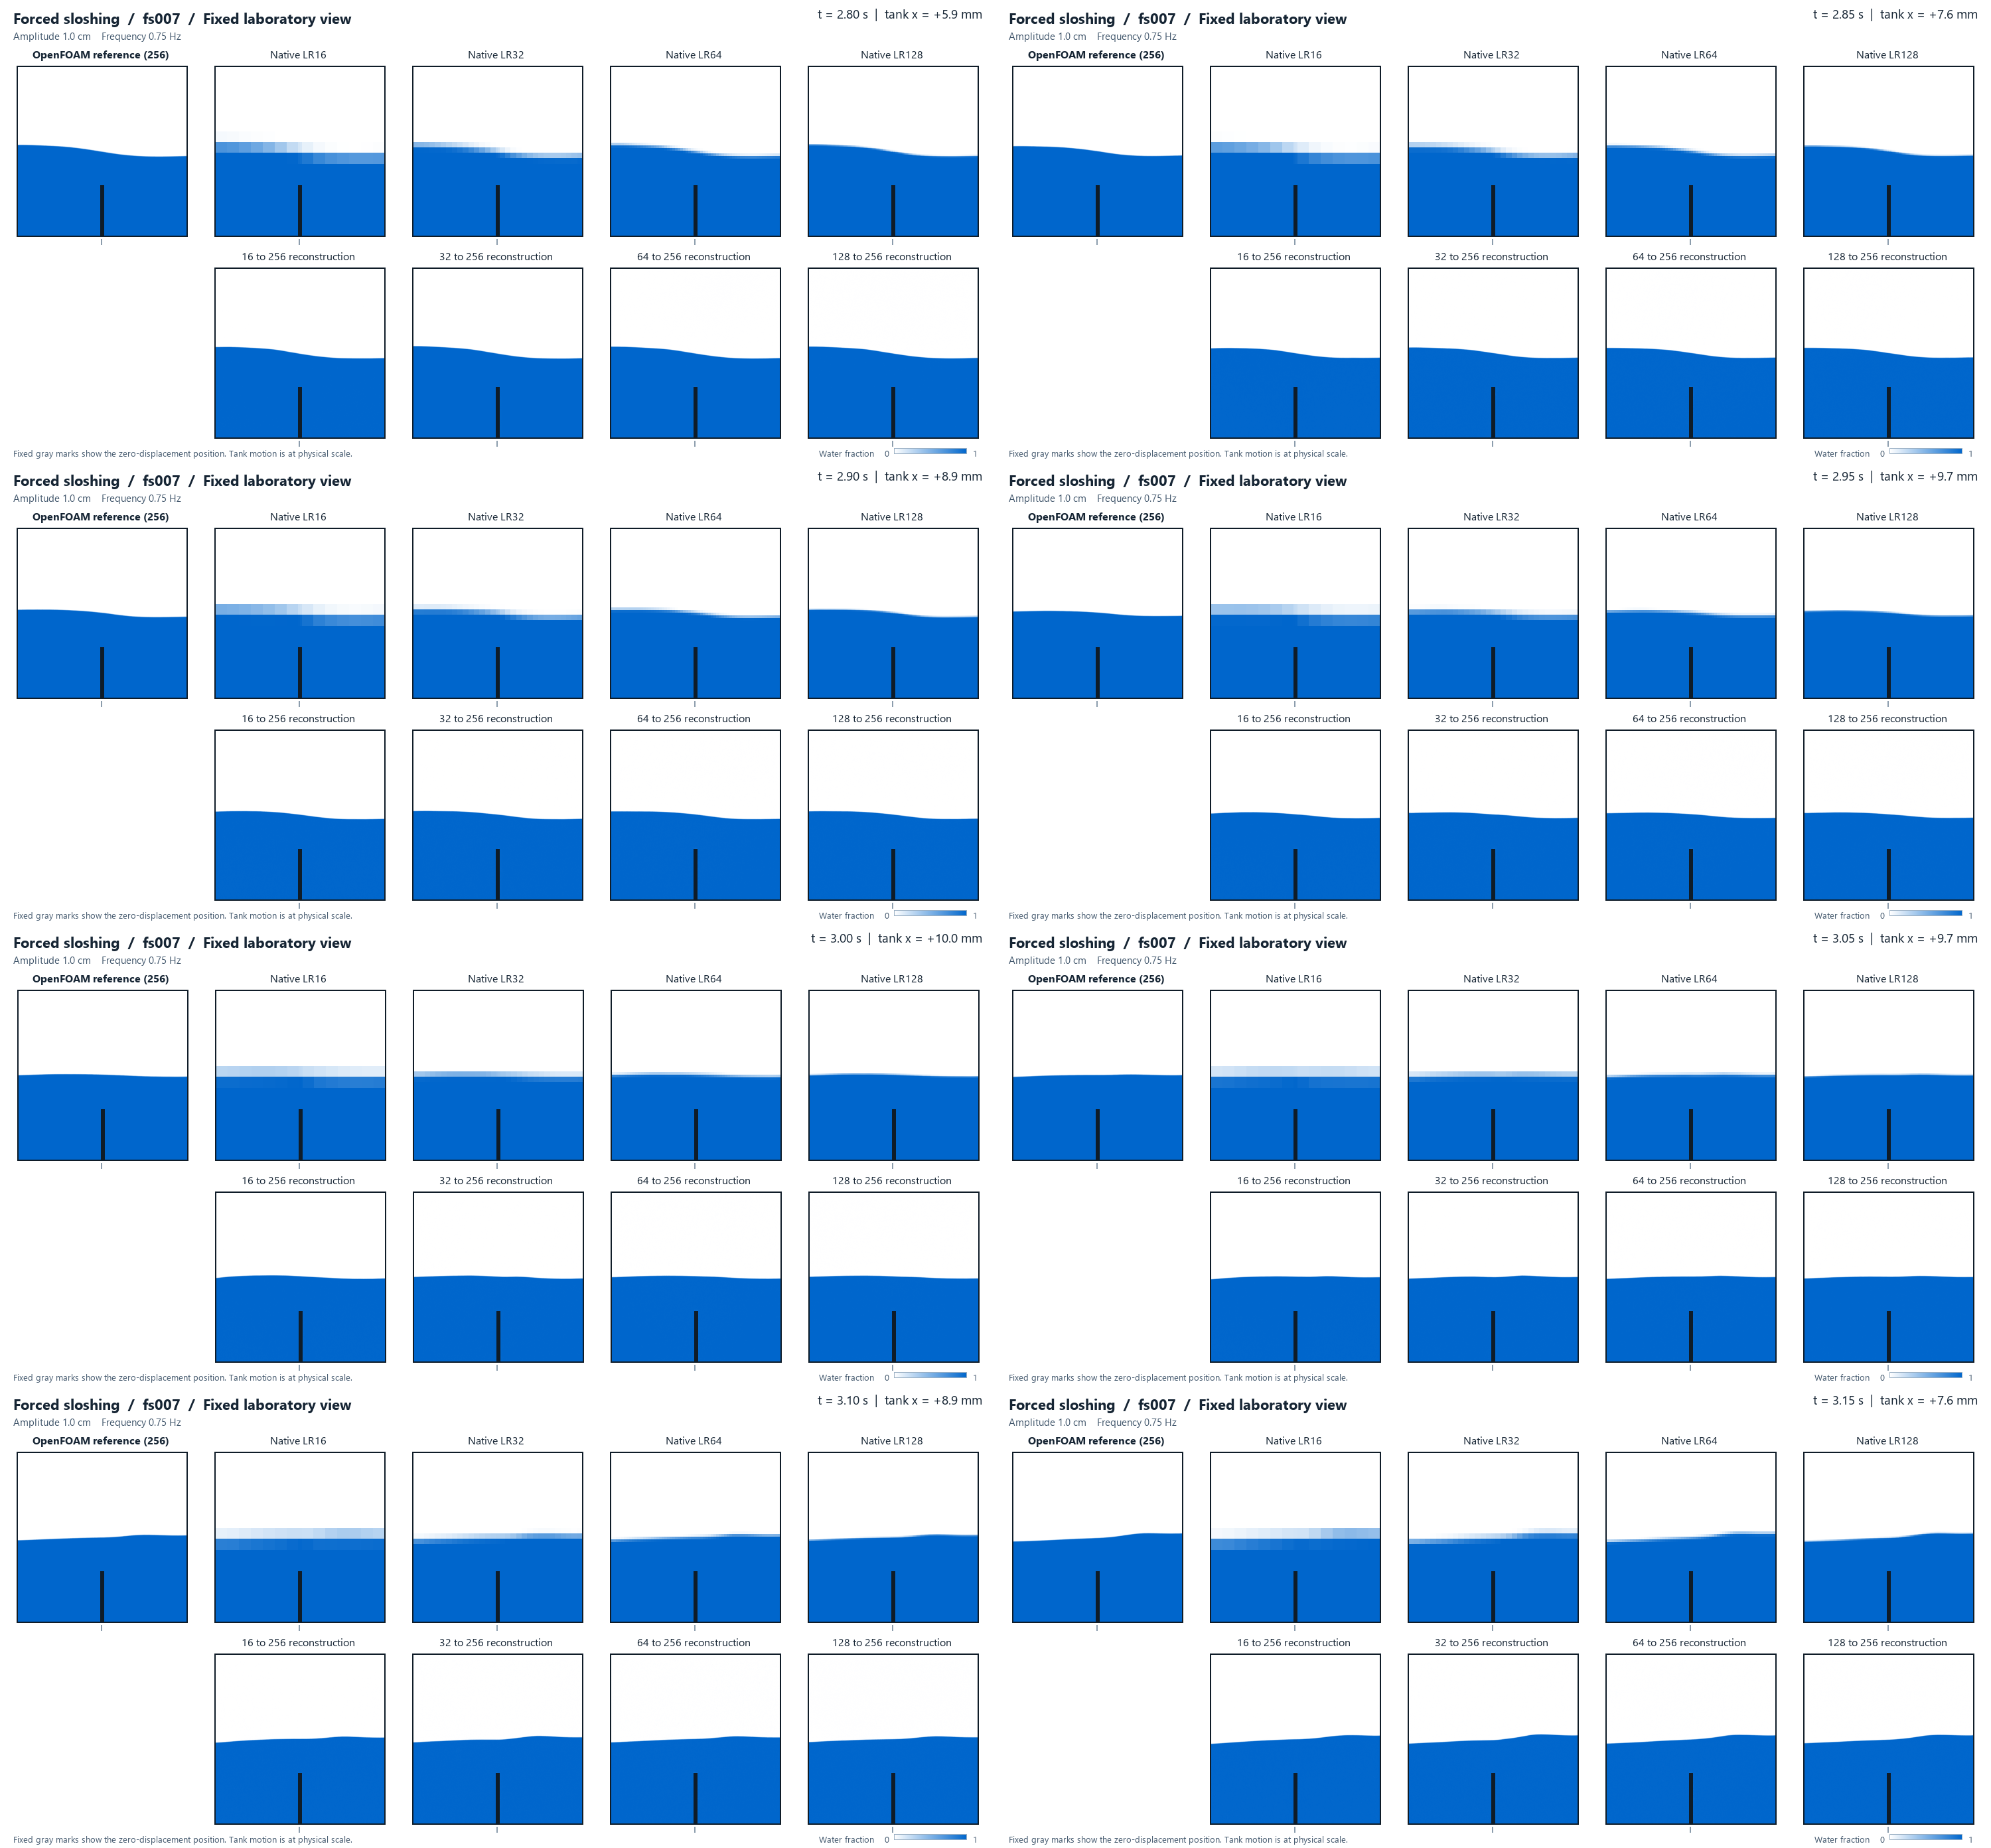 Forced sloshing / fs007 / Fixed laboratory view
t = 2.80 s | tank x = +5.9 mm
Amplitude 1.0 cm Frequency 0.75 Hz
OpenFOAM reference (256) Native LR16 Native LR32 Native LR64 Native LR128
16 to 256 reconstruction 32 to 256 reconstruction 64 to 256 reconstruction 128 to 256 reconstruction
Fixed gray marks show the zero-displacement position. Tank motion is at physical scale.
Water fraction 0 1
Forced sloshing / fs007 / Fixed laboratory view
t = 2.85 s | tank x = +7.6 mm
Amplitude 1.0 cm Frequency 0.75 Hz
OpenFOAM reference (256) Native LR16 Native LR32 Native LR64 Native LR128
16 to 256 reconstruction 32 to 256 reconstruction 64 to 256 reconstruction 128 to 256 reconstruction
Fixed gray marks show the zero-displacement position. Tank motion is at physical scale.
Water fraction 0 1
Forced sloshing / fs007 / Fixed laboratory view
t = 2.90 s | tank x = +8.9 mm
Amplitude 1.0 cm Frequency 0.75 Hz
OpenFOAM reference (256) Native LR16 Native LR32 Native LR64 Native LR128
16 to 256 reconstruction 32 to 256 reconstruction 64 to 256 reconstruction 128 to 256 reconstruction
Fixed gray marks show the zero-displacement position. Tank motion is at physical scale.
Water fraction 0 1
Forced sloshing / fs007 / Fixed laboratory view
t = 2.95 s | tank x = +9.7 mm
Amplitude 1.0 cm Frequency 0.75 Hz
OpenFOAM reference (256) Native LR16 Native LR32 Native LR64 Native LR128
16 to 256 reconstruction 32 to 256 reconstruction 64 to 256 reconstruction 128 to 256 reconstruction
Fixed gray marks show the zero-displacement position. Tank motion is at physical scale.
Water fraction 0 1
Forced sloshing / fs007 / Fixed laboratory view
t = 3.00 s | tank x = +10.0 mm
Amplitude 1.0 cm Frequency 0.75 Hz
OpenFOAM reference (256) Native LR16 Native LR32 Native LR64 Native LR128
16 to 256 reconstruction 32 to 256 reconstruction 64 to 256 reconstruction 128 to 256 reconstruction
Fixed gray marks show the zero-displacement position. Tank motion is at physical scale.
Water fraction 0 1
Forced sloshing / fs007 / Fixed laboratory view
t = 3.05 s | tank x = +9.7 mm
Amplitude 1.0 cm Frequency 0.75 Hz
OpenFOAM reference (256) Native LR16 Native LR32 Native LR64 Native LR128
16 to 256 reconstruction 32 to 256 reconstruction 64 to 256 reconstruction 128 to 256 reconstruction
Fixed gray marks show the zero-displacement position. Tank motion is at physical scale.
Water fraction 0 1
Forced sloshing / fs007 / Fixed laboratory view
t = 3.10 s | tank x = +8.9 mm
Amplitude 1.0 cm Frequency 0.75 Hz
OpenFOAM reference (256) Native LR16 Native LR32 Native LR64 Native LR128
16 to 256 reconstruction 32 to 256 reconstruction 64 to 256 reconstruction 128 to 256 reconstruction
Fixed gray marks show the zero-displacement position. Tank motion is at physical scale.
Water fraction 0 1
Forced sloshing / fs007 / Fixed laboratory view
t = 3.15 s | tank x = +7.6 mm
Amplitude 1.0 cm Frequency 0.75 Hz
OpenFOAM reference (256) Native LR16 Native LR32 Native LR64 Native LR128
16 to 256 reconstruction 32 to 256 reconstruction 64 to 256 reconstruction 128 to 256 reconstruction
Fixed gray marks show the zero-displacement position. Tank motion is at physical scale.
Water fraction 0 1